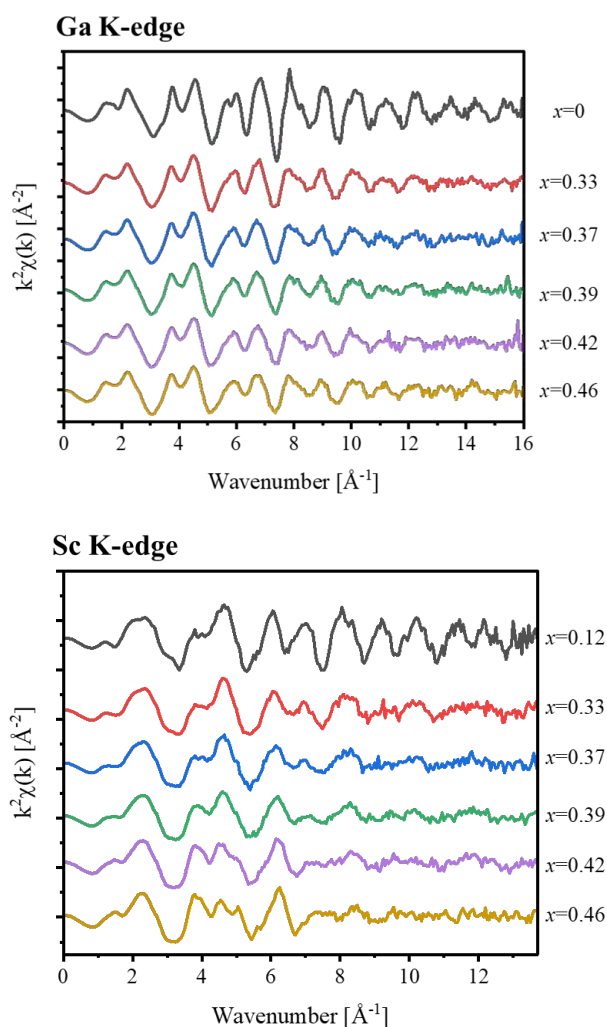 Ga K-edge
k²χ(k) [Å⁻²]
x=0
x=0.33
x=0.37
x=0.39
x=0.42
x=0.46
0 2 4 6 8 10 12 14 16
Wavenumber [Å⁻¹]
Sc K-edge
k²χ(k) [Å⁻²]
x=0.12
x=0.33
x=0.37
x=0.39
x=0.42
x=0.46
0 2 4 6 8 10 12
Wavenumber [Å⁻¹]